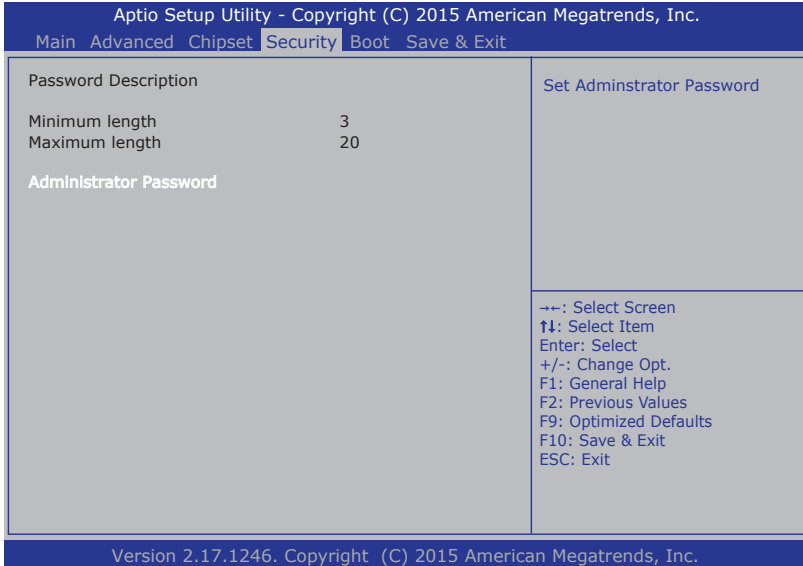 Aptio Setup Utility - Copyright (C) 2015 American Megatrends, Inc.
Main Advanced Chipset Security Boot Save & Exit
Password Description
Minimum length 3
Maximum length 20
Administrator Password
Set Adminstrator Password
→←: Select Screen
↑↓: Select Item
Enter: Select
+/-: Change Opt.
F1: General Help
F2: Previous Values
F9: Optimized Defaults
F10: Save & Exit
ESC: Exit
Version 2.17.1246. Copyright (C) 2015 American Megatrends, Inc.